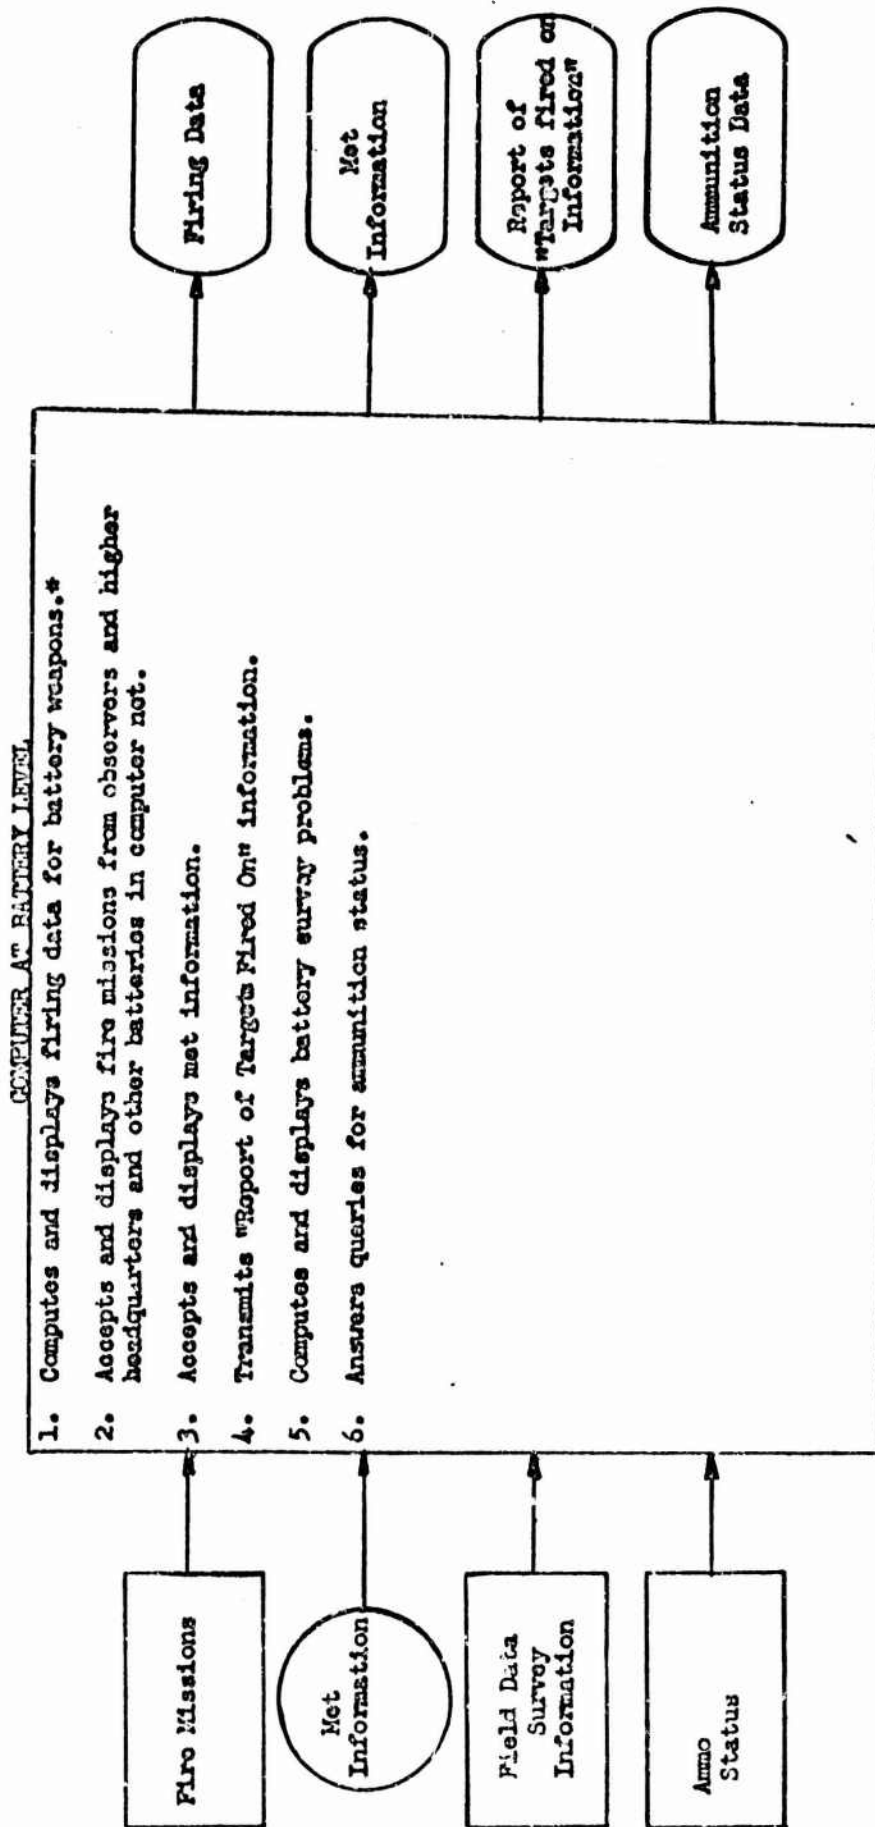 COMPUTER AT BATTERY LEVEL
Fire Missions
Met
Information
Field Data
Survey
Information
Ammo
Status
1. Computes and displays firing data for battery weapons.*
2. Accepts and displays fire missions from observers and higher
headquarters and other batteries in computer net.
3. Accepts and displays met information.
4. Transmits "Report of Targets Fired On" information.
5. Computes and displays battery survey problems.
6. Answers queries for ammunition status.
Firing Data
Met
Information
Report of
"Targets fired on
Information"
Ammunition
Status Data